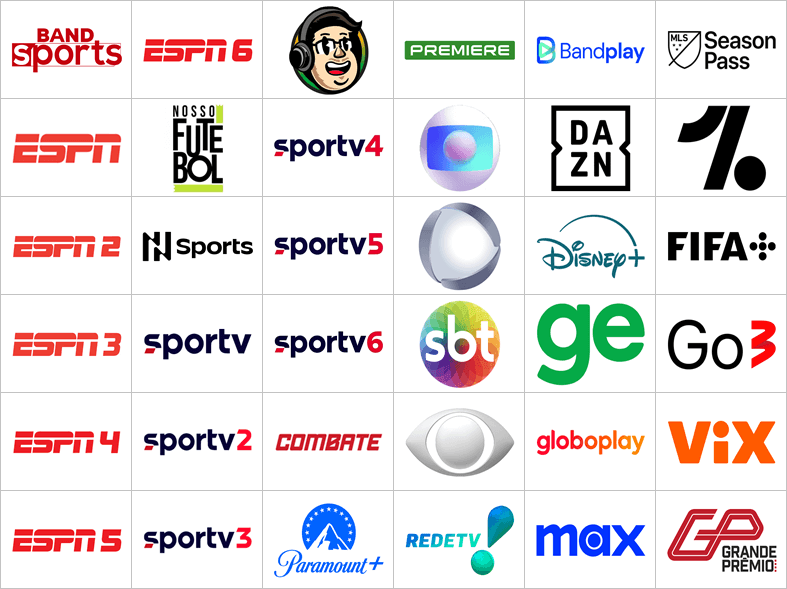 BAND
sports
ESPN 6
PREMIERE
Bandplay
MLS
Season
Pass
ESPN
NOSSO
FUTE
BOL
sportv4
DA
ZN
1.
ESPN 2
N Sports
sportv5
Disney+
FIFA+
ESPN 3
sportv
sportv6
sbt
ge
Go3
ESPN 4
sportv2
COMBATE
globoplay
ViX
ESPN 5
sportv3
Paramount+
REDETV!
max
GP
GRANDE
PRÊMIO